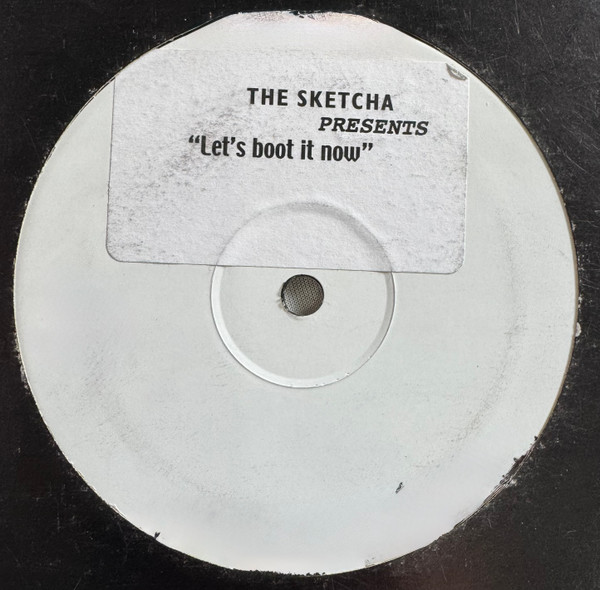 THE SKETCHA
PRESENTS
“Let’s boot it now”